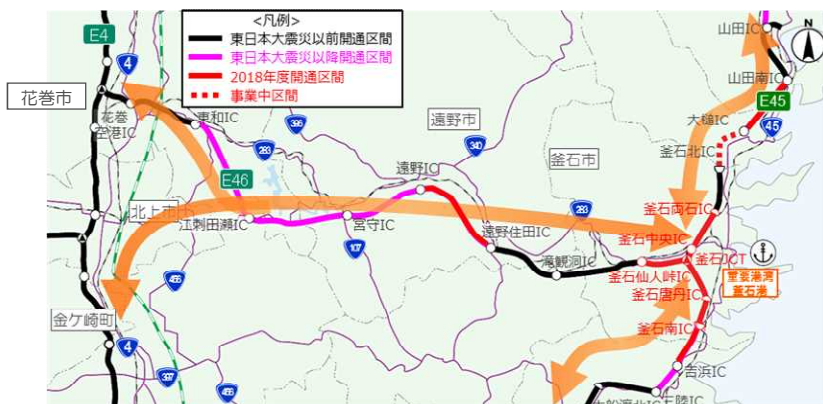 <凡例>
東日本大震災以前開通区間
東日本大震災以降開通区間
2018年度開通区間
事業中区間
E4
4
花巻市
花巻
空港IC
東和IC
396
283
E46
遠野市
340
遠野IC
釜石市
283
北上市
江刺田瀬IC
宮守IC
107
遠野住田IC
滝観洞IC
456
金ケ崎町
4
397
456
山田IC
N
山田南IC
E45
大槌IC
45
釜石北IC
釜石両石IC
釜石中央IC
釜石JCT
釜石仙人峠IC
重要港湾
釜石港
釜石唐丹IC
釜石南IC
吉浜IC
三陸IC